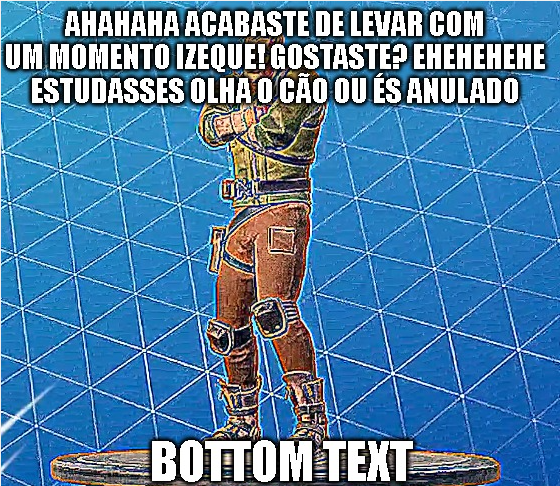 AHAHAHA ACABASTE DE LEVAR COM
UM MOMENTO IZEQUE! GOSTASTE? EHEHEHEHE
ESTUDASSES OLHA O CÃO OU ÉS ANULADO
BOTTOM TEXT